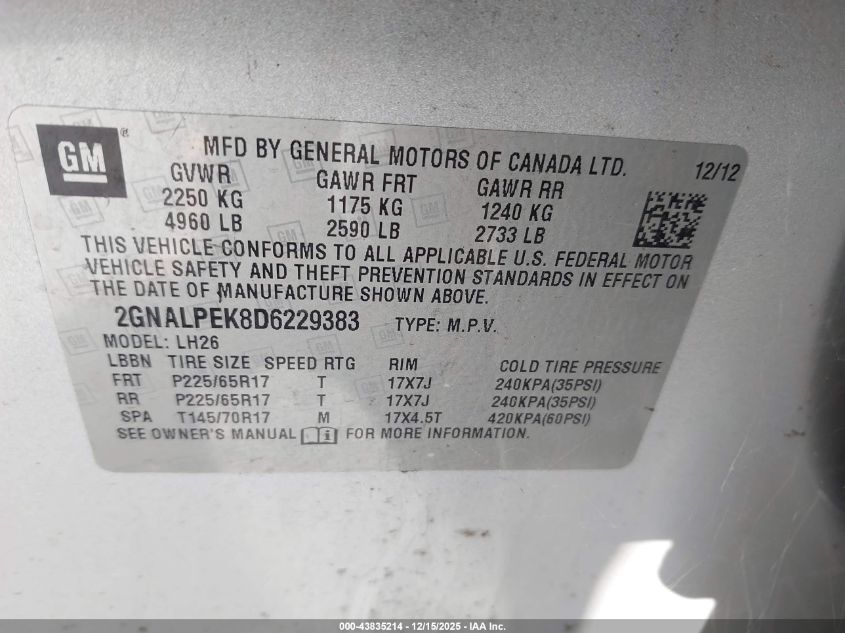 GM ® MFD BY GENERAL MOTORS OF CANADA LTD. 12/12
GVWR GAWR FRT GAWR RR
2250 KG 1175 KG 1240 KG
4960 LB 2590 LB 2733 LB
THIS VEHICLE CONFORMS TO ALL APPLICABLE U.S. FEDERAL MOTOR
VEHICLE SAFETY AND THEFT PREVENTION STANDARDS IN EFFECT ON
THE DATE OF MANUFACTURE SHOWN ABOVE.
2GNALPEK8D6229383 TYPE: M.P.V.
MODEL: LH26
LBBN TIRE SIZE SPEED RTG RIM COLD TIRE PRESSURE
FRT P225/65R17 T 17X7J 240KPA(35PSI)
RR P225/65R17 T 17X7J 240KPA(35PSI)
SPA T145/70R17 M 17X4.5T 420KPA(60PSI)
SEE OWNER'S MANUAL FOR MORE INFORMATION.
000-43835214 - 12/15/2025 - IAA Inc.